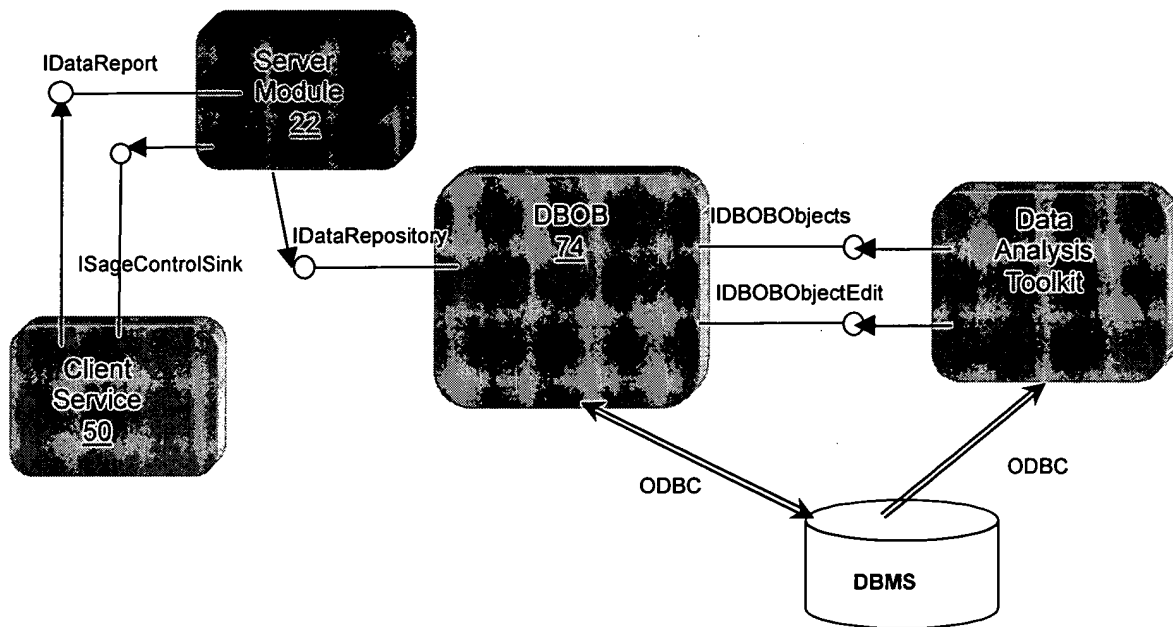 IDataReport
Server
Module
22
IDataRepository
ISageControlSink
DBOB
74
IDBOBObjects
IDBOBObjectEdit
Data
Analysis
Toolkit
Client
Service
50
ODBC
ODBC
DBMS